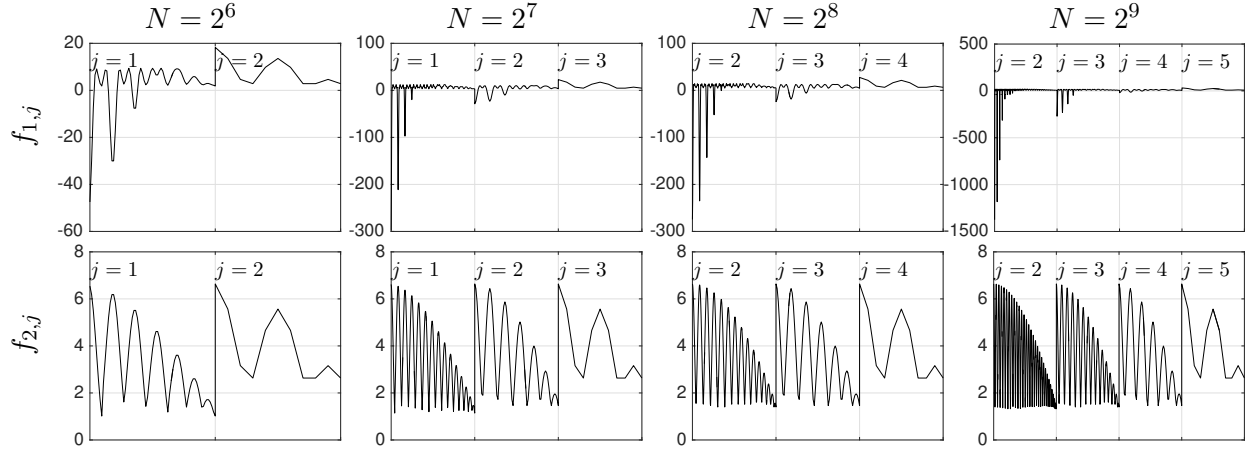 N = 2^6 N = 2^7 N = 2^8 N = 2^9
f_{1,j}
20 0 -20 -40 -60
j = 1 j = 2
100 0 -100 -200 -300
j = 1 j = 2 j = 3
100 0 -100 -200 -300
j = 2 j = 3 j = 4
500 0 -500 -1000 -1500
j = 2 j = 3 j = 4 j = 5
f_{2,j}
8 6 4 2 0
j = 1 j = 2
8 6 4 2 0
j = 1 j = 2 j = 3
8 6 4 2 0
j = 2 j = 3 j = 4
8 6 4 2 0
j = 2 j = 3 j = 4 j = 5